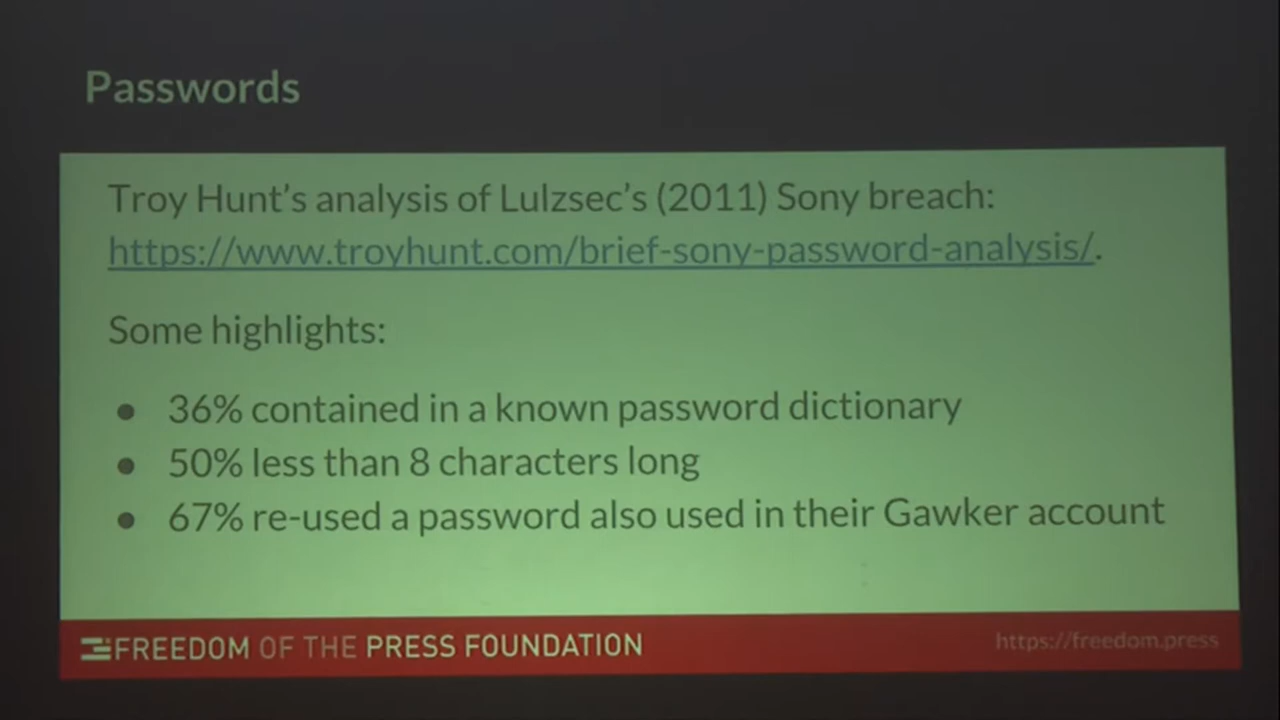 Passwords
Troy Hunt's analysis of Lulzsec's (2011) Sony breach:
https://www.troyhunt.com/brief-sony-password-analysis/.
Some highlights:
● 36% contained in a known password dictionary
● 50% less than 8 characters long
● 67% re-used a password also used in their Gawker account
FREEDOM OF THE PRESS FOUNDATION
https://freedom.press